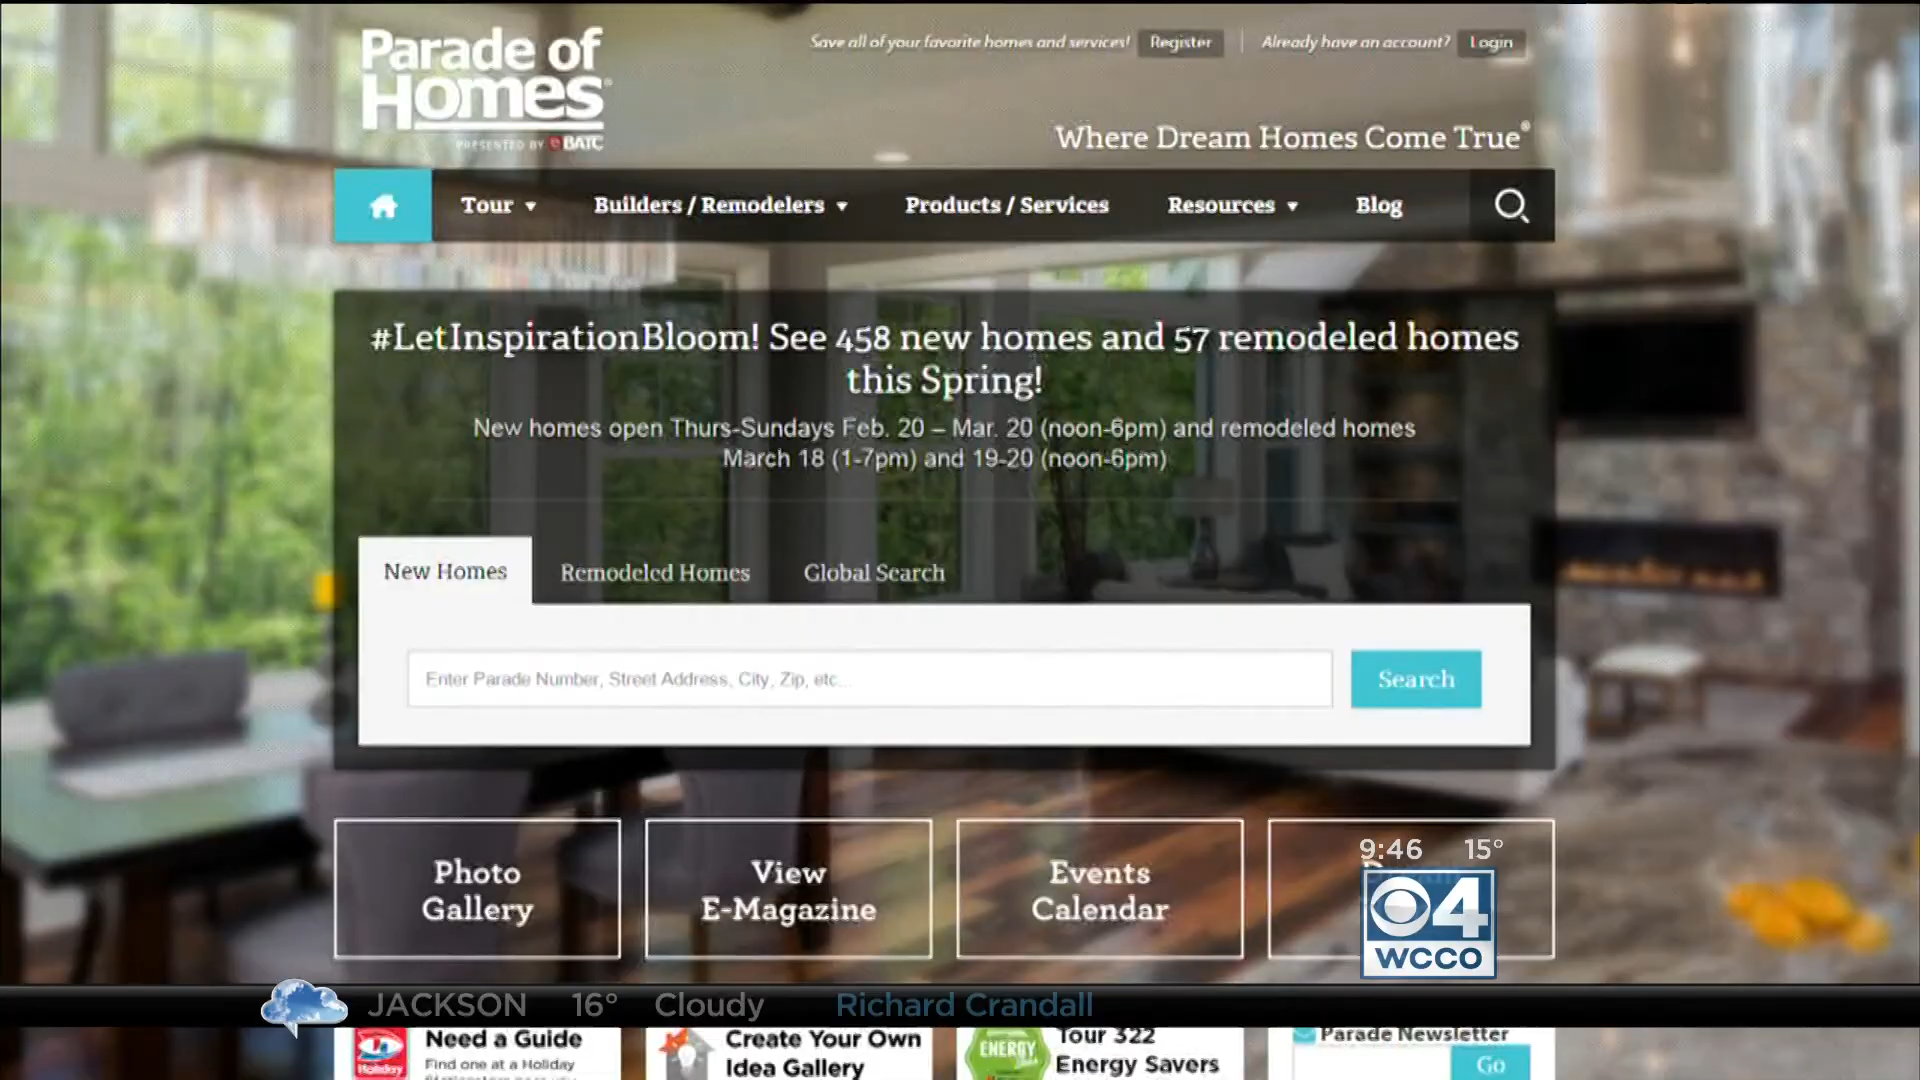 Parade of
Homes
PRESENTED BY BATC
Save all of your favorite homes and services! Register Already have an account? Login
Where Dream Homes Come True®
Tour Builders / Remodelers Products / Services Resources Blog
#LetInspirationBloom! See 458 new homes and 57 remodeled homes
this Spring!
New homes open Thurs-Sundays Feb. 20 – Mar. 20 (noon-6pm) and remodeled homes
March 18 (1-7pm) and 19-20 (noon-6pm)
New Homes Remodeled Homes Global Search
Enter Parade Number, Street Address, City, Zip, etc... Search
Photo
Gallery
View
E-Magazine
Events
Calendar
9:46 15°
4
WCCO
JACKSON 16° Cloudy Richard Crandall
Need a Guide
Find one at a Holiday
Holiday
Create Your Own
Idea Gallery
ENERGY
Tour 322
Energy Savers
Parade Newsletter
Go